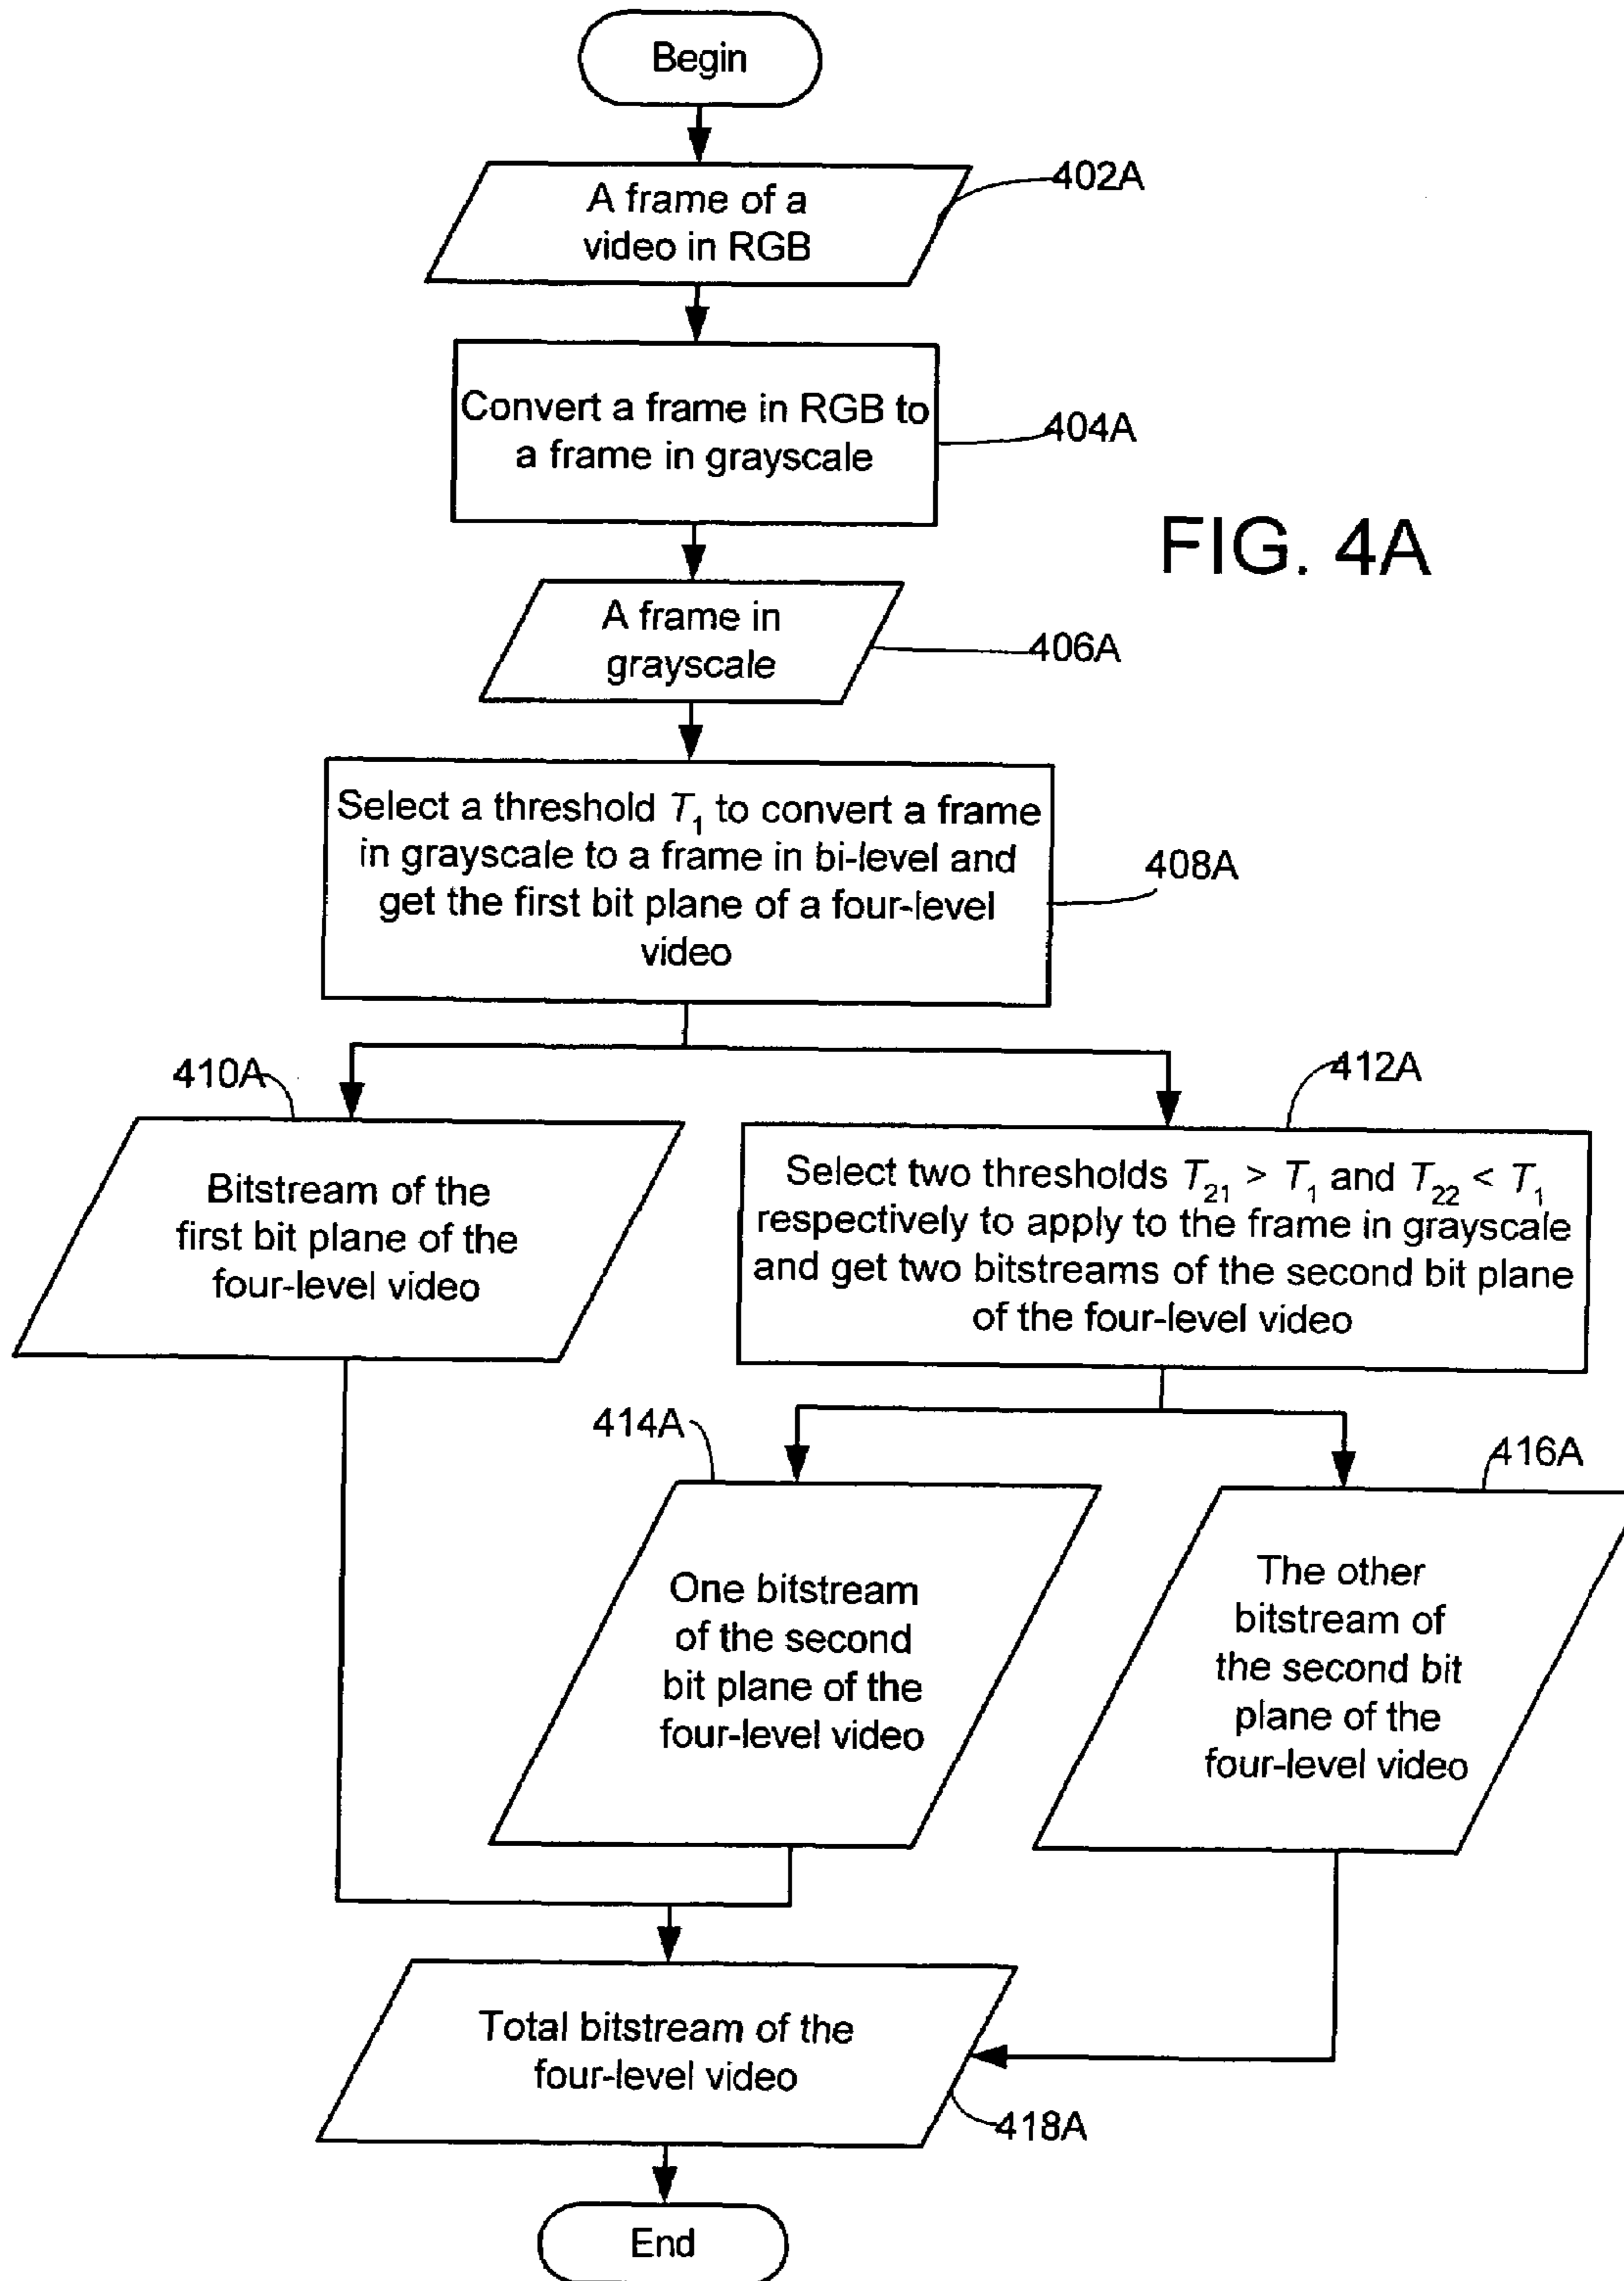 Begin
A frame of a
video in RGB
402A
Convert a frame in RGB to
a frame in grayscale
404A
FIG. 4A
A frame in
grayscale
406A
Select a threshold T1 to convert a frame
in grayscale to a frame in bi-level and
get the first bit plane of a four-level
video
408A
410A
412A
Bitstream of the
first bit plane of the
four-level video
Select two thresholds T21 > T1 and T22 < T1
respectively to apply to the frame in grayscale
and get two bitstreams of the second bit plane
of the four-level video
414A
416A
One bitstream
of the second
bit plane of the
four-level video
The other
bitstream of
the second bit
plane of the
four-level video
Total bitstream of the
four-level video
418A
End